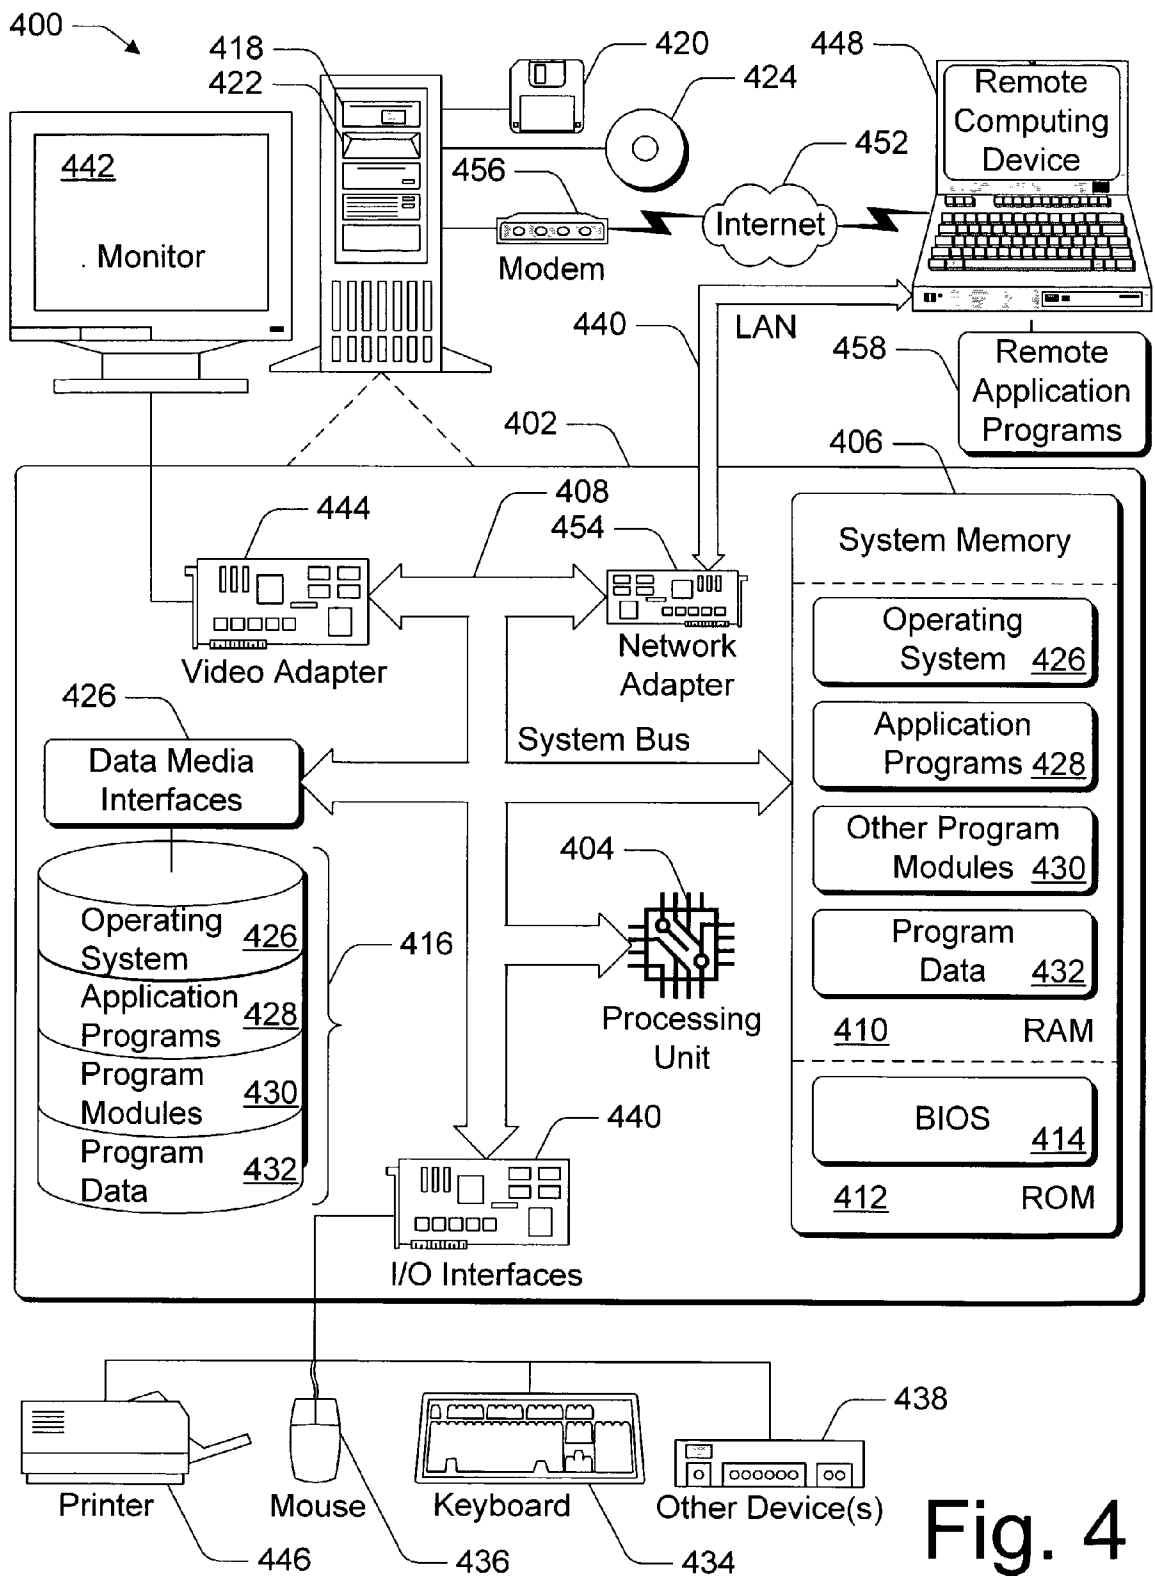 400
418
422
420
424
448
Remote
Computing
Device
442
Monitor
456
Modem
452
Internet
440
LAN
458
Remote
Application
Programs
402
406
444
408
454
Video Adapter
Network
Adapter
System Memory
Operating
System 426
Application
Programs 428
Other Program
Modules 430
Program
Data 432
410 RAM
BIOS
414
412 ROM
426
Data Media
Interfaces
System Bus
Operating
System 426
Application
Programs 428
Program
Modules 430
Program
Data 432
416
404
Processing
Unit
440
I/O Interfaces
Printer
446
Mouse
436
Keyboard
434
438
Other Device(s)
Fig. 4